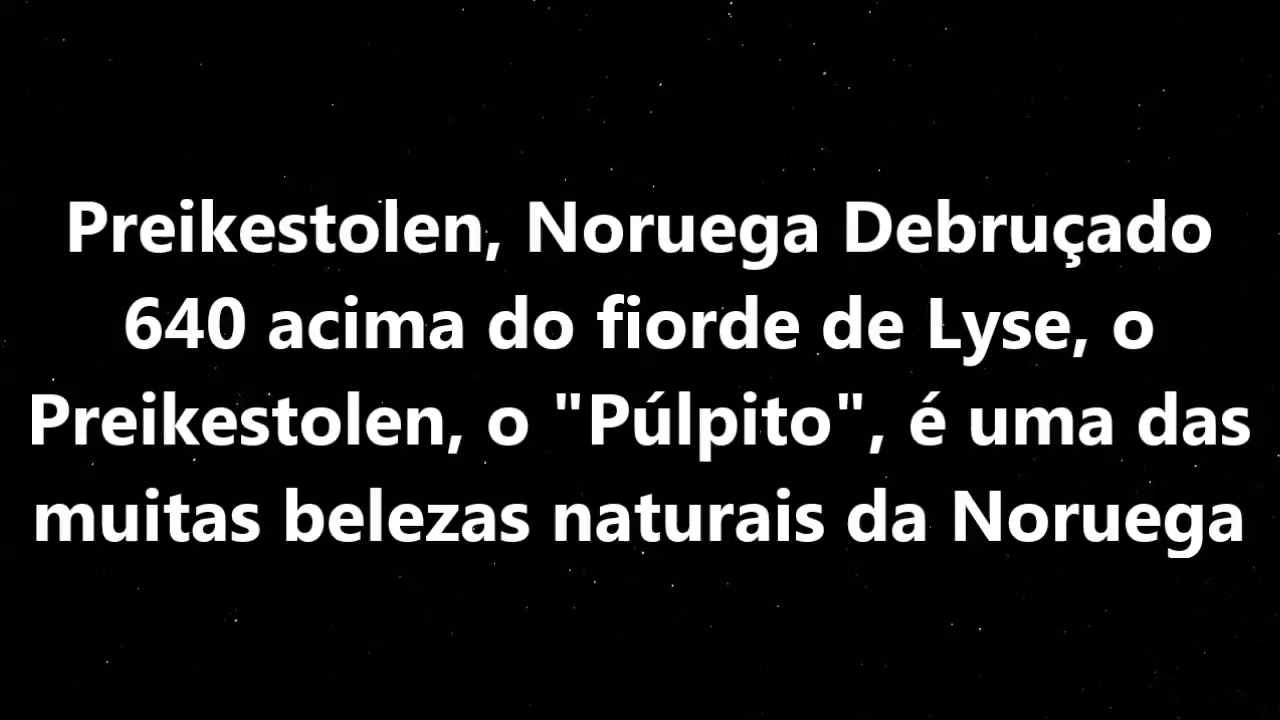 Preikestolen, Noruega Debruçado
640 acima do fiorde de Lyse, o
Preikestolen, o "Púlpito", é uma das
muitas belezas naturais da Noruega